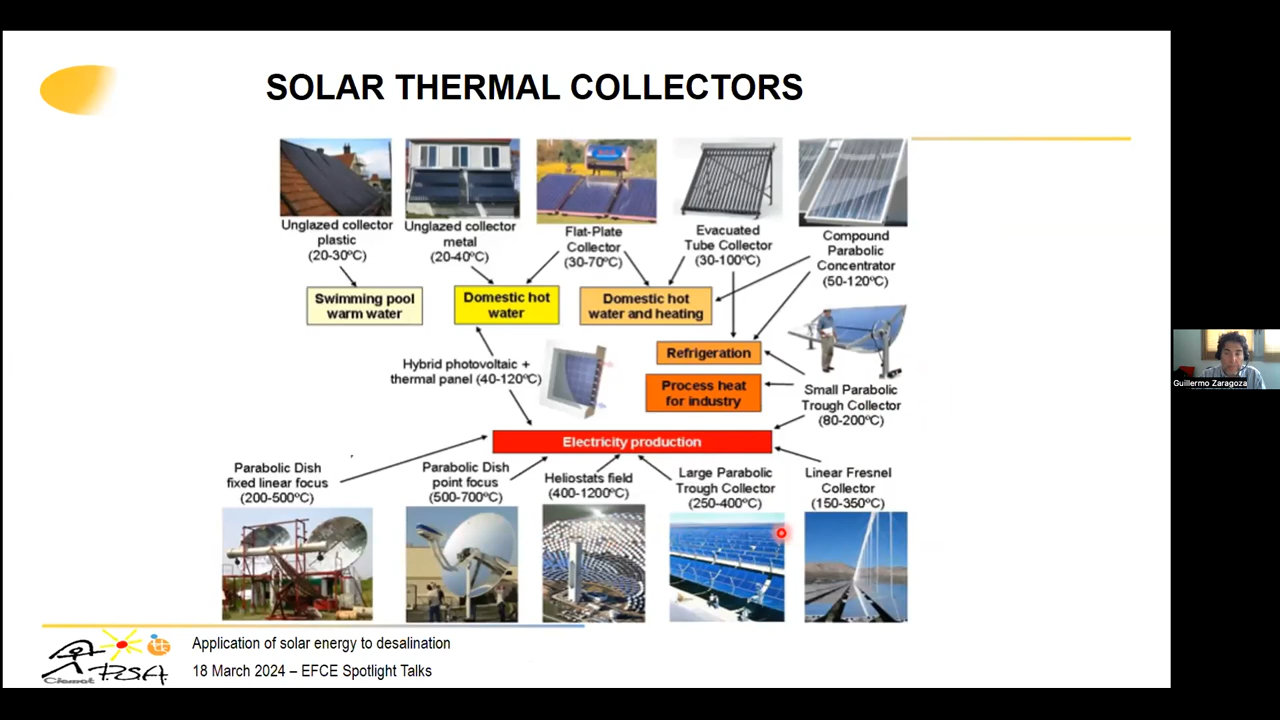 SOLAR THERMAL COLLECTORS
Unglazed collector
plastic
(20-30ºC)
Unglazed collector
metal
(20-40ºC)
Flat-Plate
Collector
(30-70ºC)
Evacuated
Tube Collector
(30-100ºC)
Compound
Parabolic
Concentrator
(50-120ºC)
Swimming pool
warm water
Domestic hot
water
Domestic hot
water and heating
Refrigeration
Hybrid photovoltaic +
thermal panel (40-120ºC)
Process heat
for industry
Small Parabolic
Trough Collector
(80-200ºC)
Guillermo Zaragoza
Electricity production
Parabolic Dish
fixed linear focus
(200-500ºC)
Parabolic Dish
point focus
(500-700ºC)
Heliostats field
(400-1200ºC)
Large Parabolic
Trough Collector
(250-400ºC)
Linear Fresnel
Collector
(150-350ºC)
Application of solar energy to desalination
18 March 2024 – EFCE Spotlight Talks
Ciemat
PSA